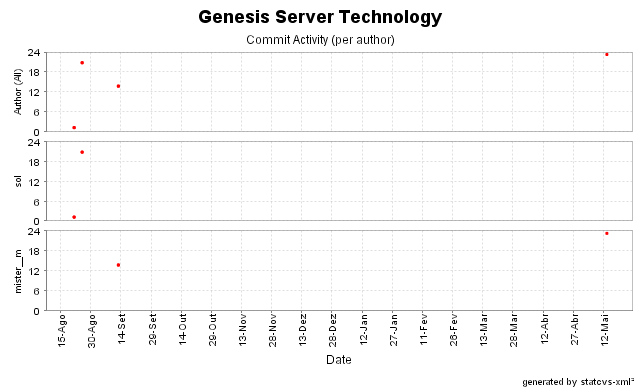 Genesis Server Technology
Commit Activity (per author)
Author (All)
24
18
12
6
0
sol
24
18
12
6
0
mister__m
24
18
12
6
0
15-Ago
30-Ago
14-Set
29-Set
14-Out
29-Out
13-Nov
28-Nov
13-Dez
28-Dez
12-Jan
27-Jan
11-Fev
26-Fev
13-Mar
28-Mar
12-Abr
27-Abr
12-Mai
Date
generated by statcvs-xml²